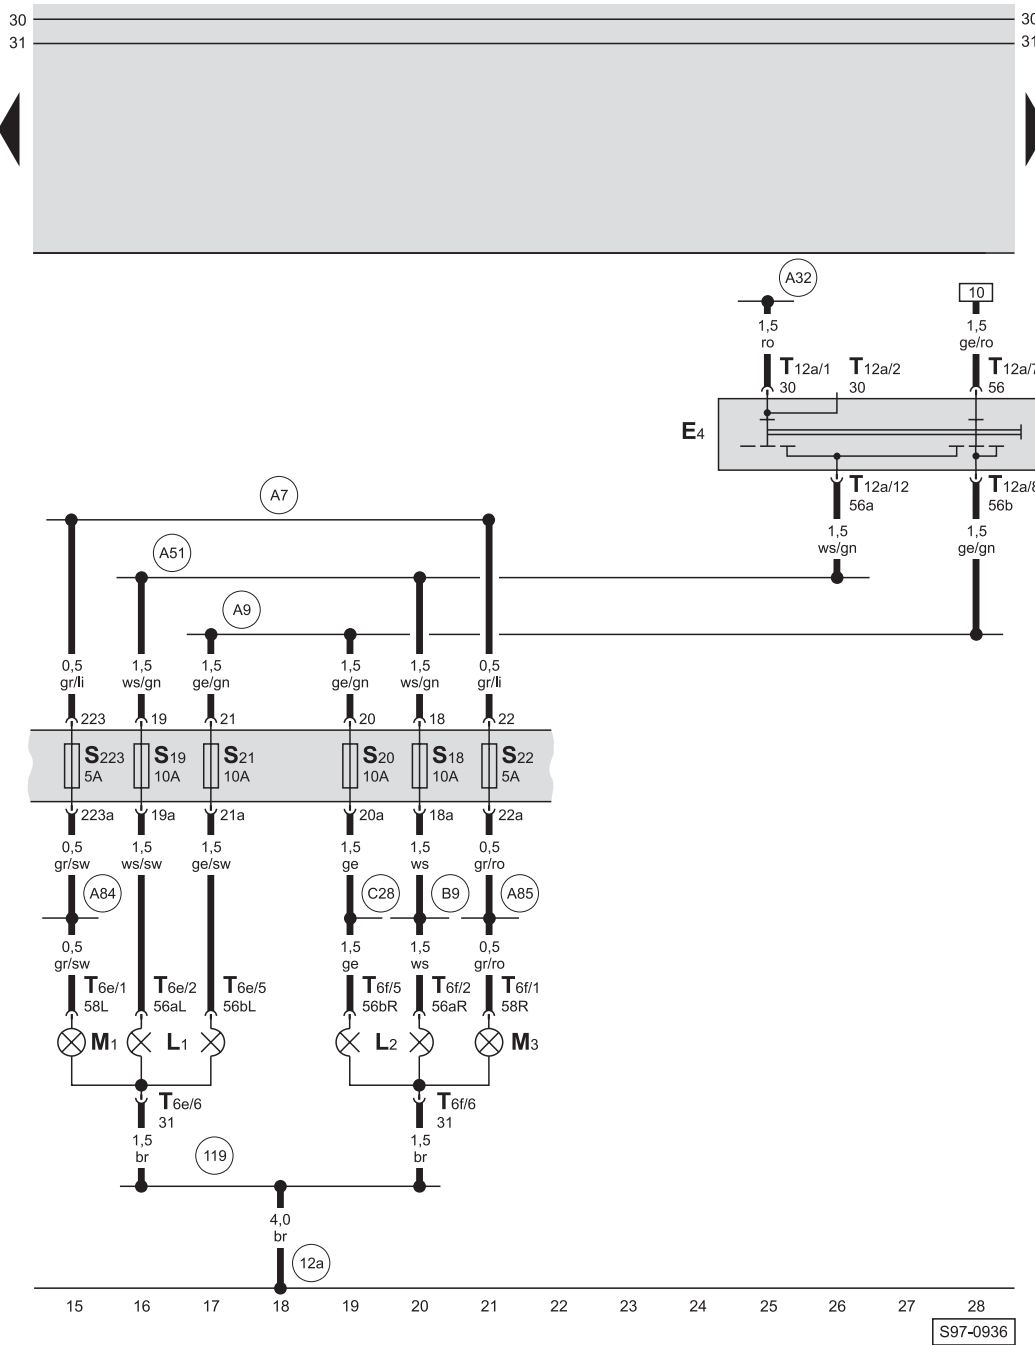 30 30
31 31
A32
10
1,5 1,5
ro ge/ro
T12a/1 T12a/2 T12a/7
30 30 56
E4
T12a/12 T12a/8
56a 56b
A7
1,5 1,5
ws/gn ge/gn
A51
A9
0,5 1,5 1,5 1,5 1,5 0,5
gr/li ws/gn ge/gn ge/gn ws/gn gr/li
223 19 21 20 18 22
S223 S19 S21 S20 S18 S22
5A 10A 10A 10A 10A 5A
223a 19a 21a 20a 18a 22a
0,5 1,5 1,5 1,5 1,5 0,5
gr/sw ws/sw ge/sw ge ws gr/ro
A84 C28 B9 A85
0,5 1,5 1,5 0,5
gr/sw ge ws gr/ro
T6e/1 T6e/2 T6e/5 T6f/5 T6f/2 T6f/1
58L 56aL 56bL 56bR 56aR 58R
M1 L1 L2 M3
T6e/6 T6f/6
31 31
1,5 1,5
br br
119
4,0
br
12a
15 16 17 18 19 20 21 22 23 24 25 26 27 28
S97-0936